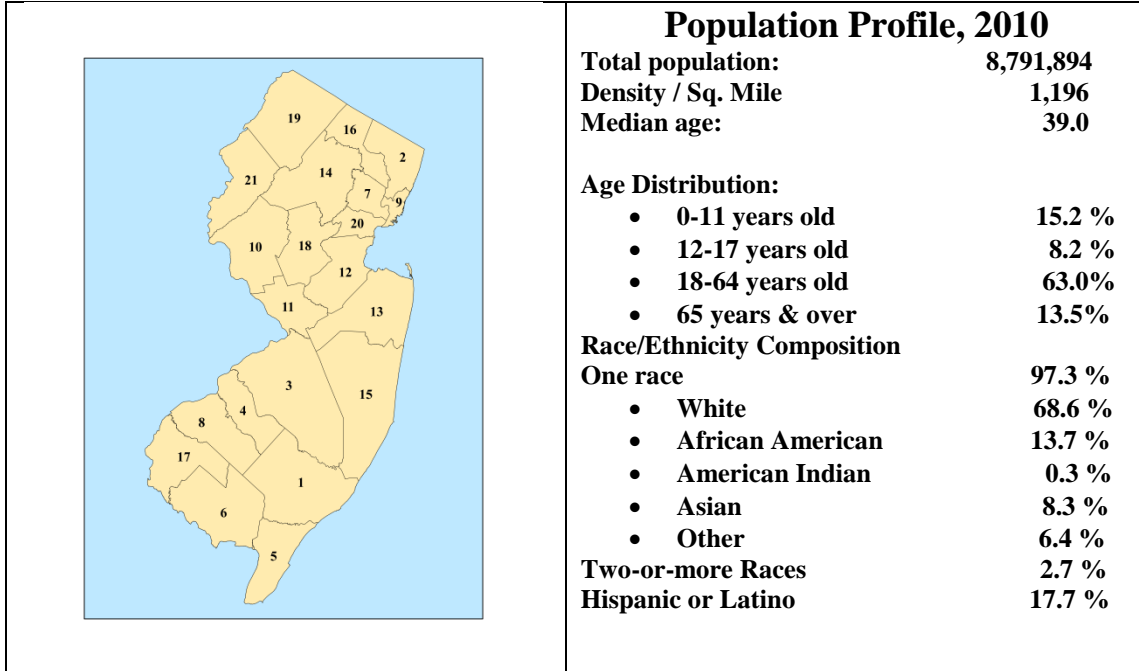 19
16
2
14
21
7
9
20
10
18
12
11
13
3
15
4
8
17
1
6
5
Population Profile, 2010
Total population: 8,791,894
Density / Sq. Mile 1,196
Median age: 39.0
Age Distribution:
• 0-11 years old 15.2 %
• 12-17 years old 8.2 %
• 18-64 years old 63.0%
• 65 years & over 13.5%
Race/Ethnicity Composition
One race 97.3 %
• White 68.6 %
• African American 13.7 %
• American Indian 0.3 %
• Asian 8.3 %
• Other 6.4 %
Two-or-more Races 2.7 %
Hispanic or Latino 17.7 %